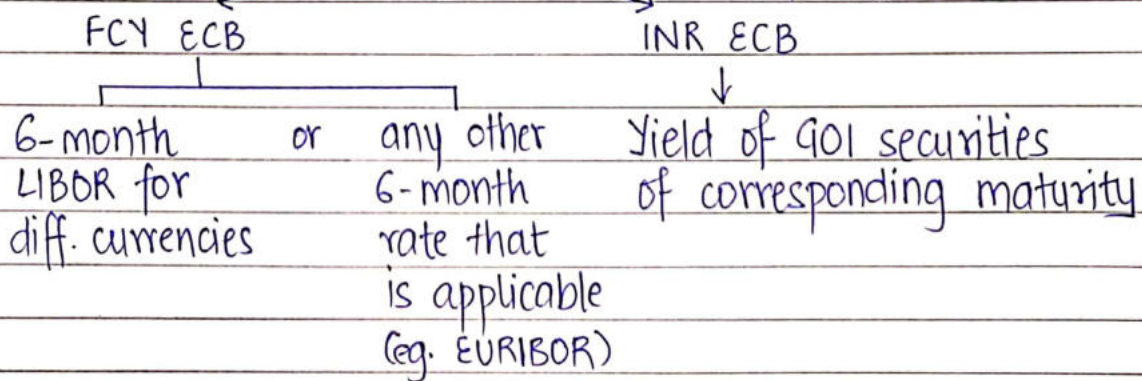 FCY ECB INR ECB
6-month or any other Yield of GOI securities
LIBOR for 6-month of corresponding maturity
diff. currencies rate that
is applicable
(eg. EURIBOR)